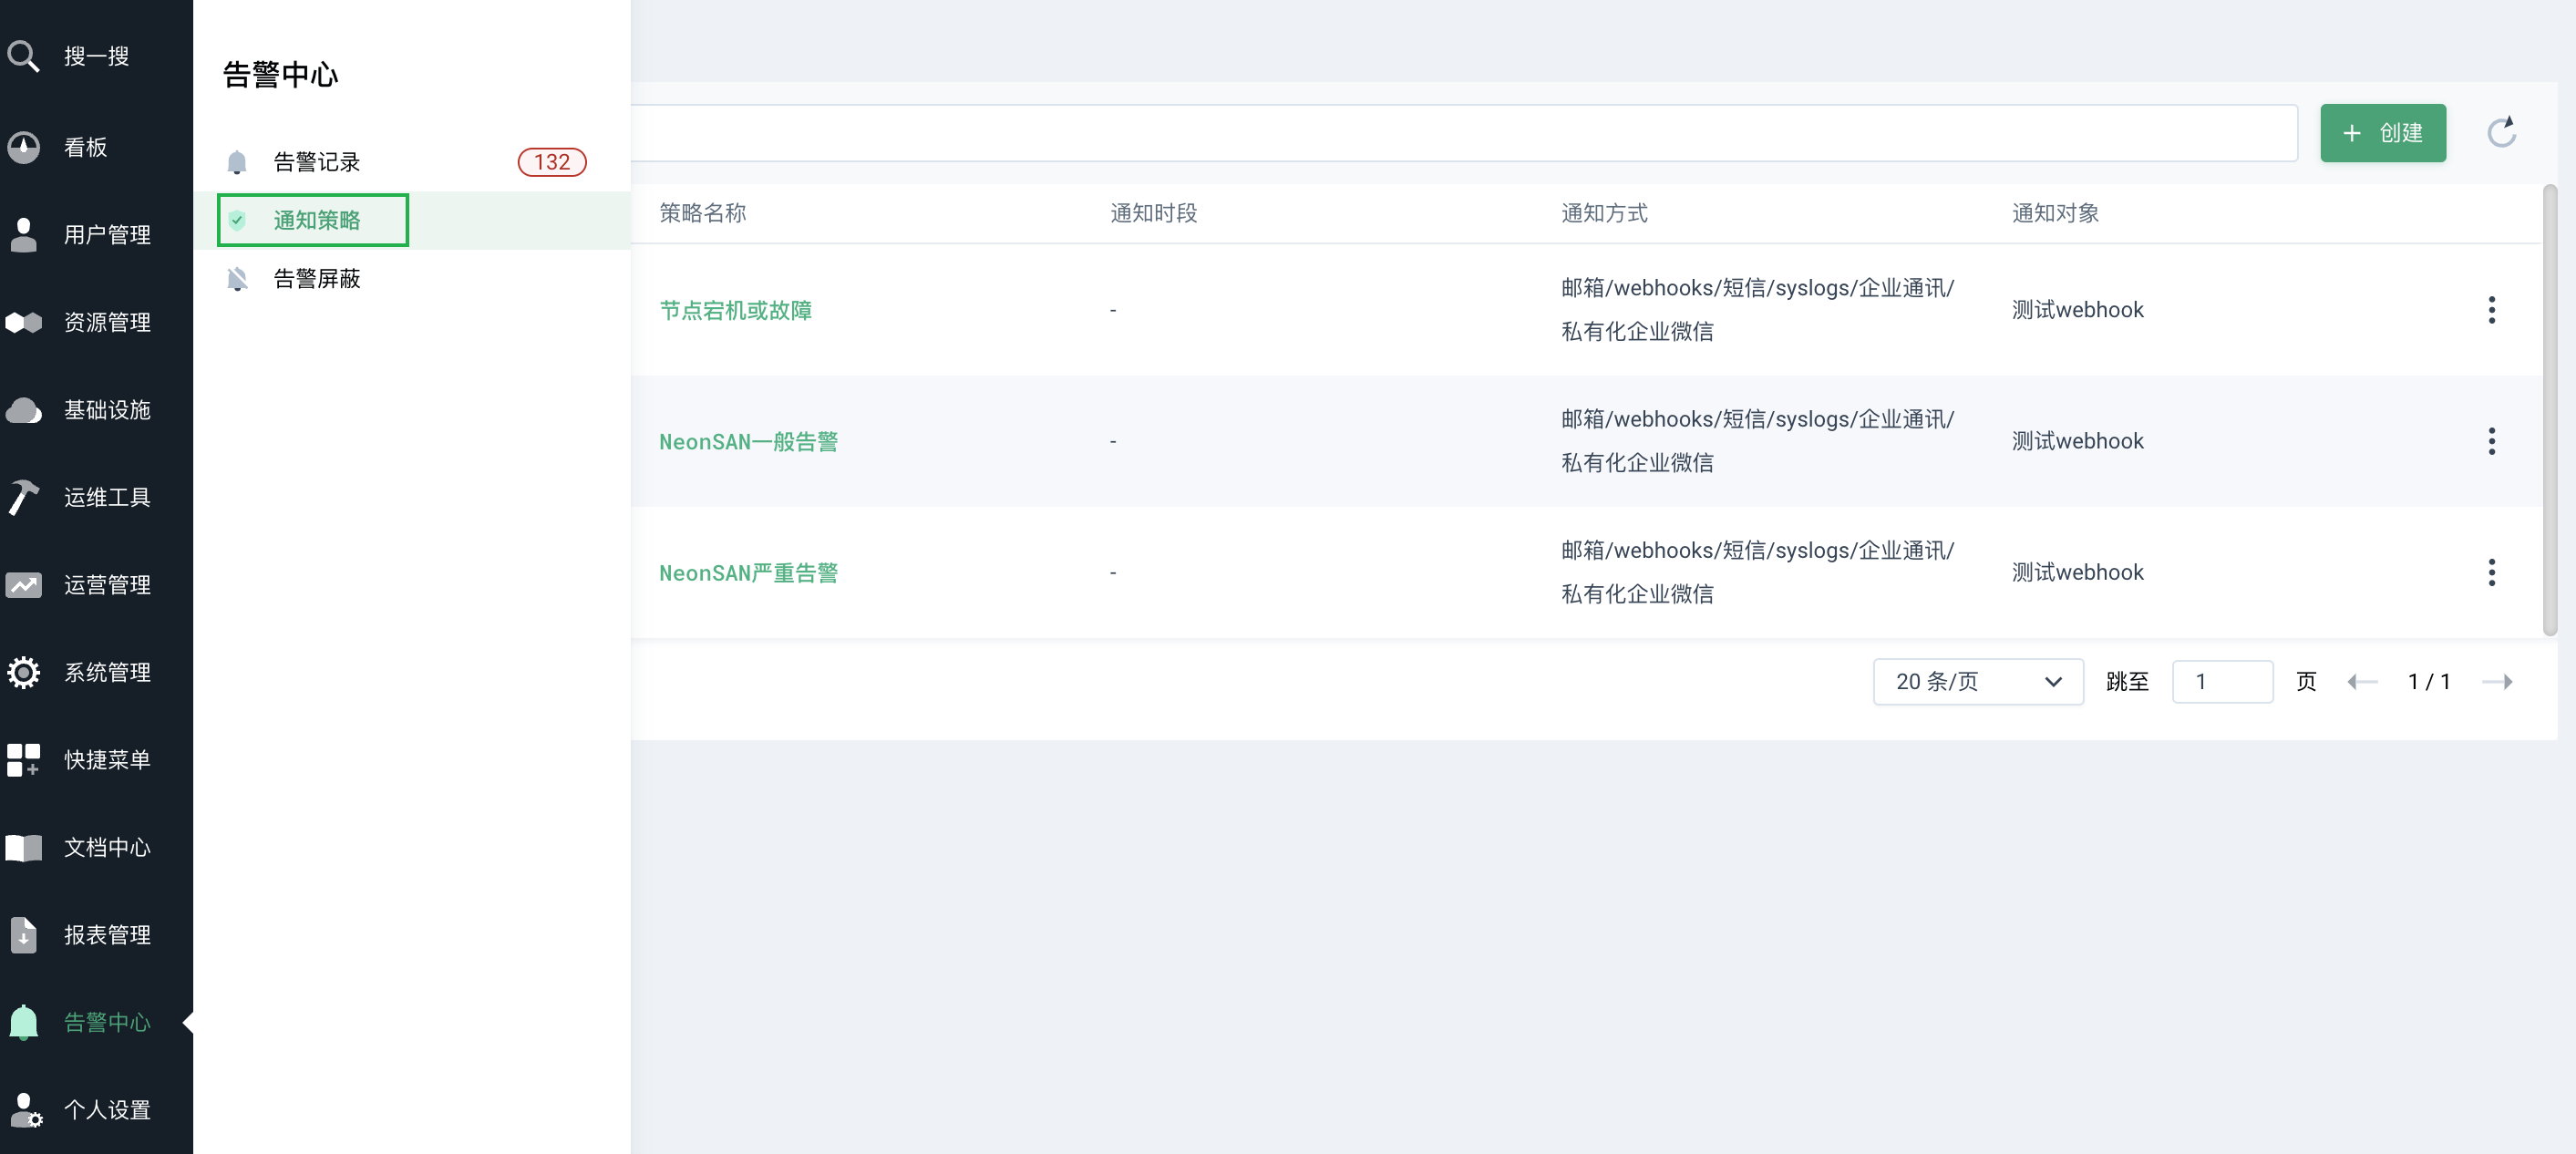 搜一搜
看板
用户管理
资源管理
基础设施
运维工具
运营管理
系统管理
快捷菜单
文档中心
报表管理
告警中心
个人设置
告警中心
告警记录 132
通知策略
告警屏蔽
+ 创建
策略名称 通知时段 通知方式 通知对象
节点宕机或故障 - 邮箱/webhooks/短信/syslogs/企业通讯/
私有化企业微信 测试webhook
NeonSAN一般告警 - 邮箱/webhooks/短信/syslogs/企业通讯/
私有化企业微信 测试webhook
NeonSAN严重告警 - 邮箱/webhooks/短信/syslogs/企业通讯/
私有化企业微信 测试webhook
20 条/页 跳至 1 页 1 / 1